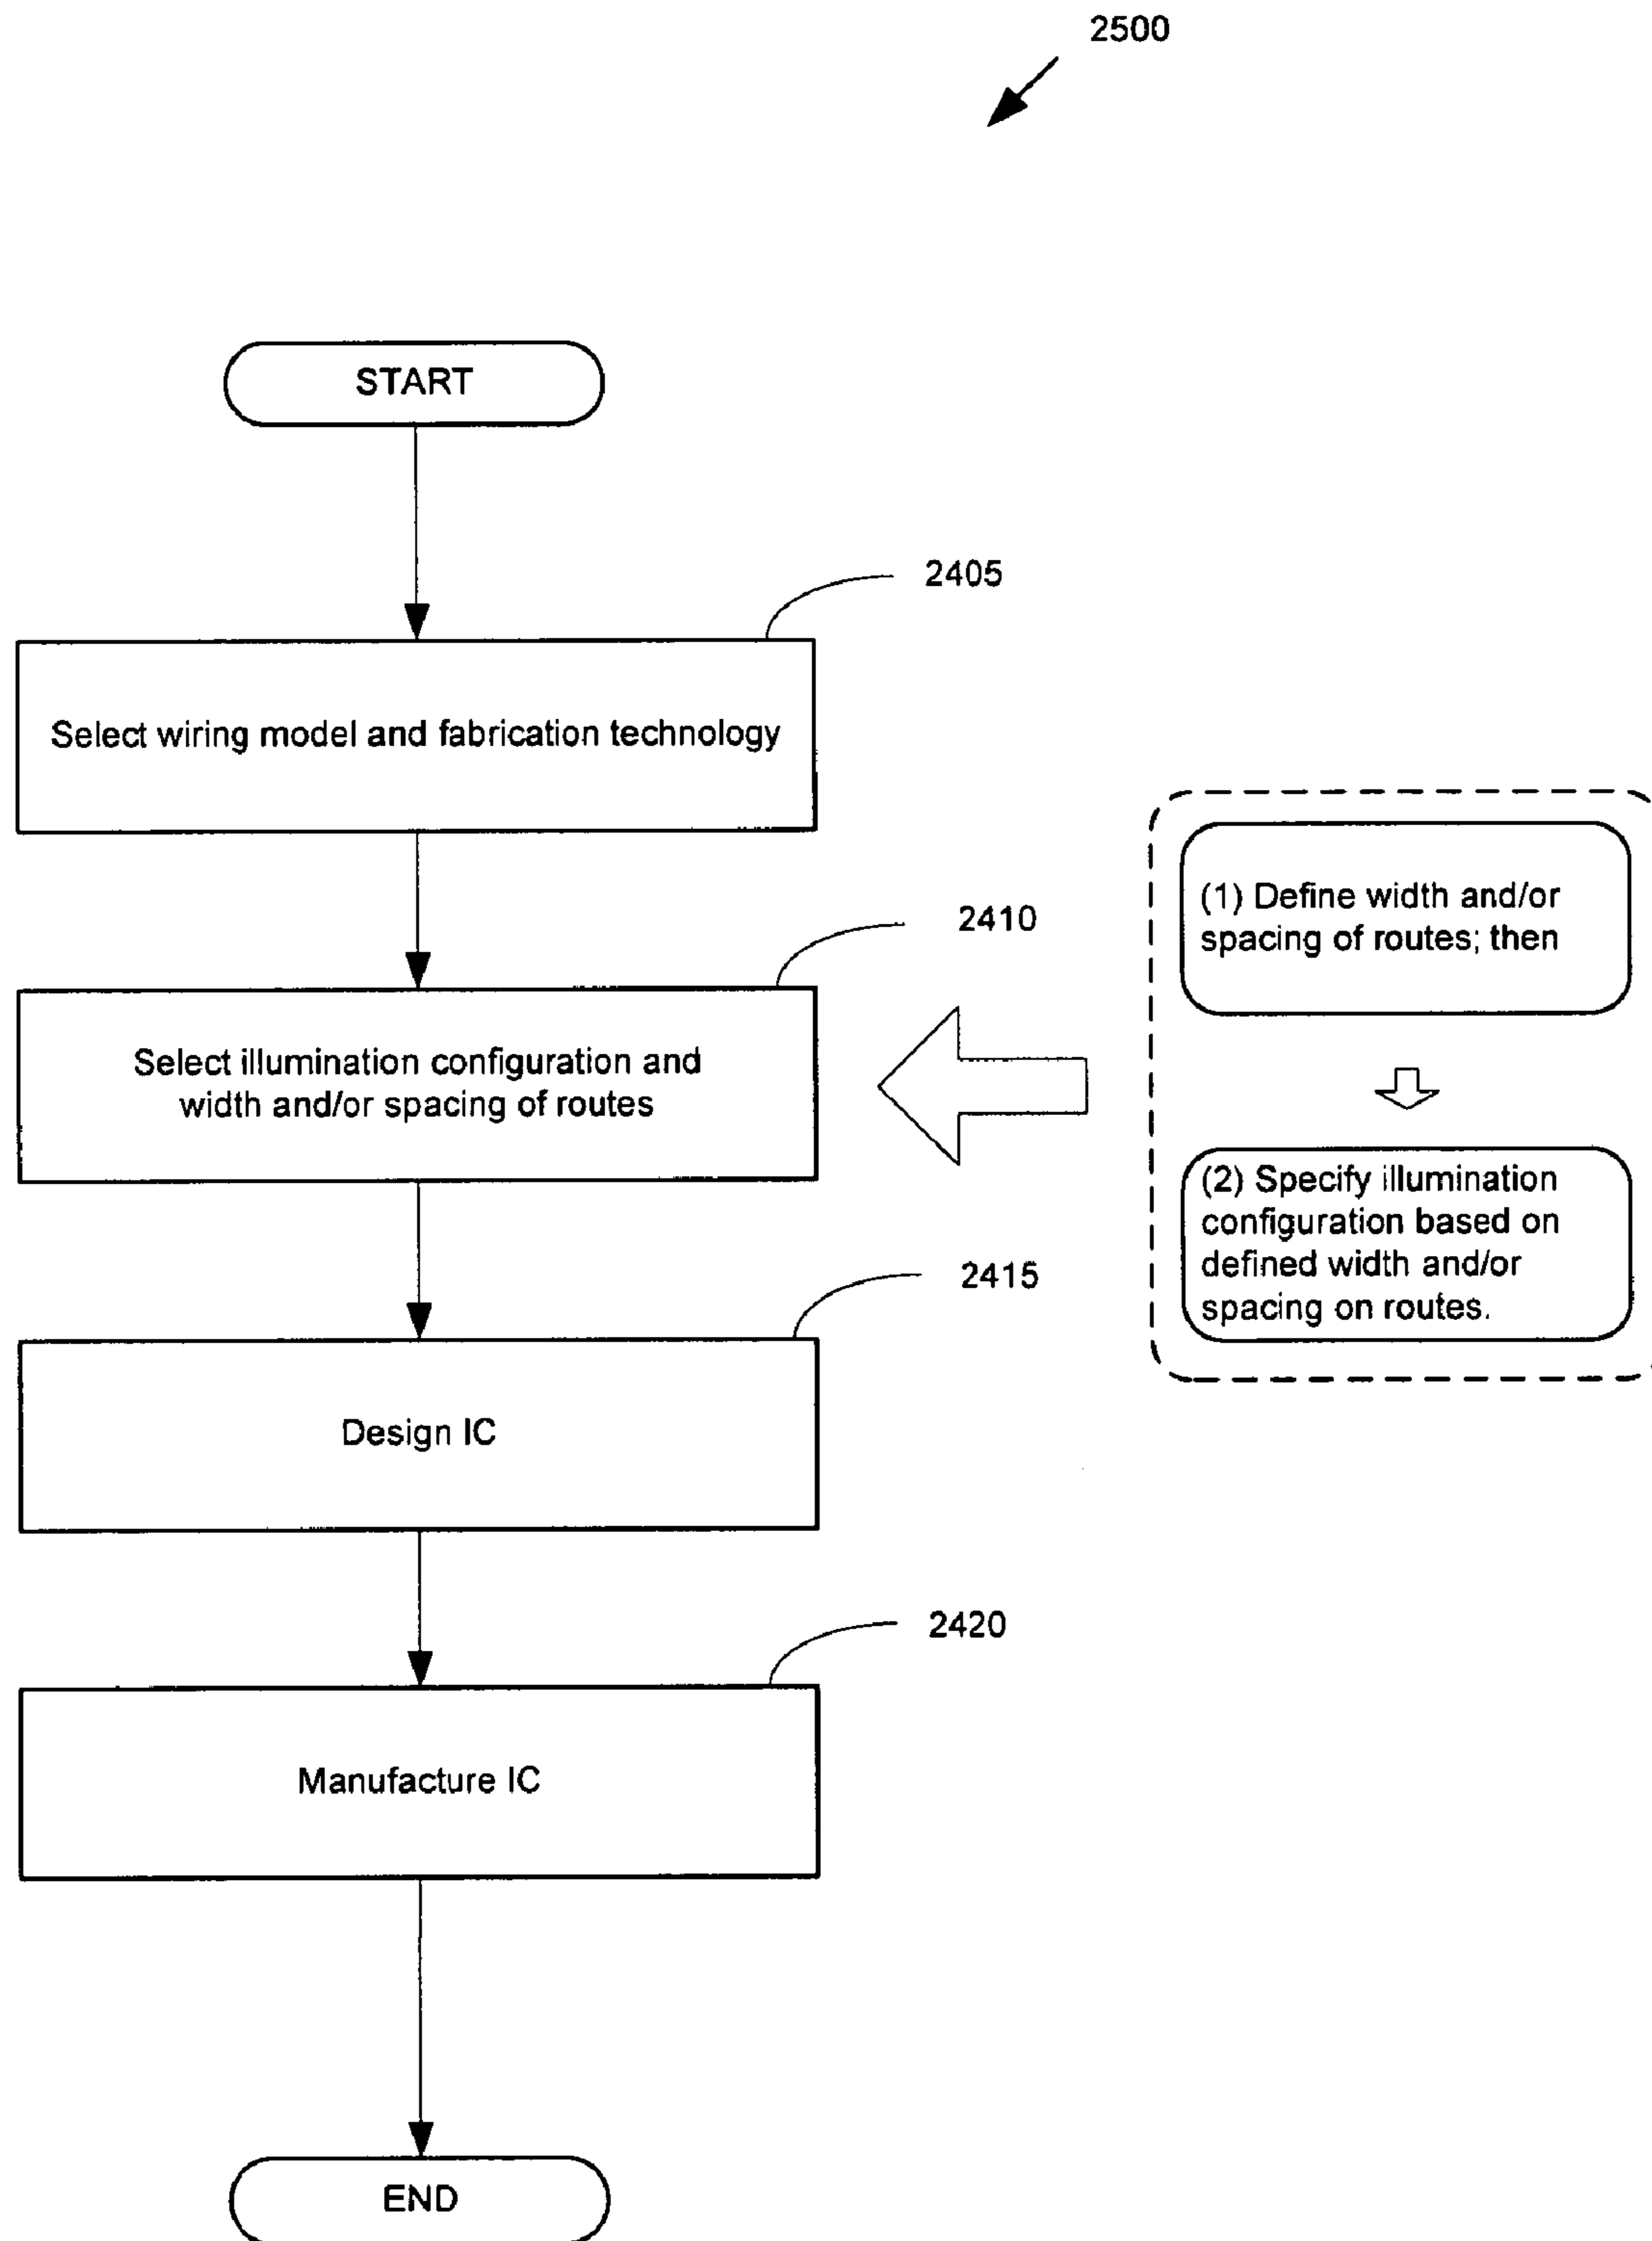 2500
START
2405
Select wiring model and fabrication technology
2410
Select illumination configuration and
width and/or spacing of routes
(1) Define width and/or
spacing of routes; then
(2) Specify illumination
configuration based on
defined width and/or
spacing on routes.
2415
Design IC
2420
Manufacture IC
END